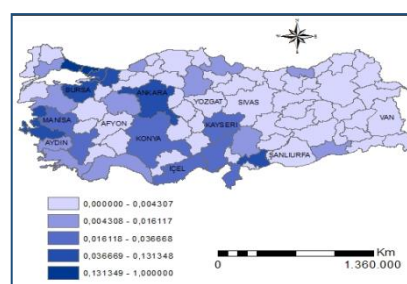 BURSA
ANKARA
YOZGAT
SIVAS
MANISA
AFYON
KAYSERI
VAN
AYDIN
KONYA
IÇEL
ŞANLIURFA
0,000000 - 0,004307
0,004308 - 0,016117
0,016118 - 0,036668
0,036669 - 0,131348
0,131349 - 1,000000
Km
0 1.360.000